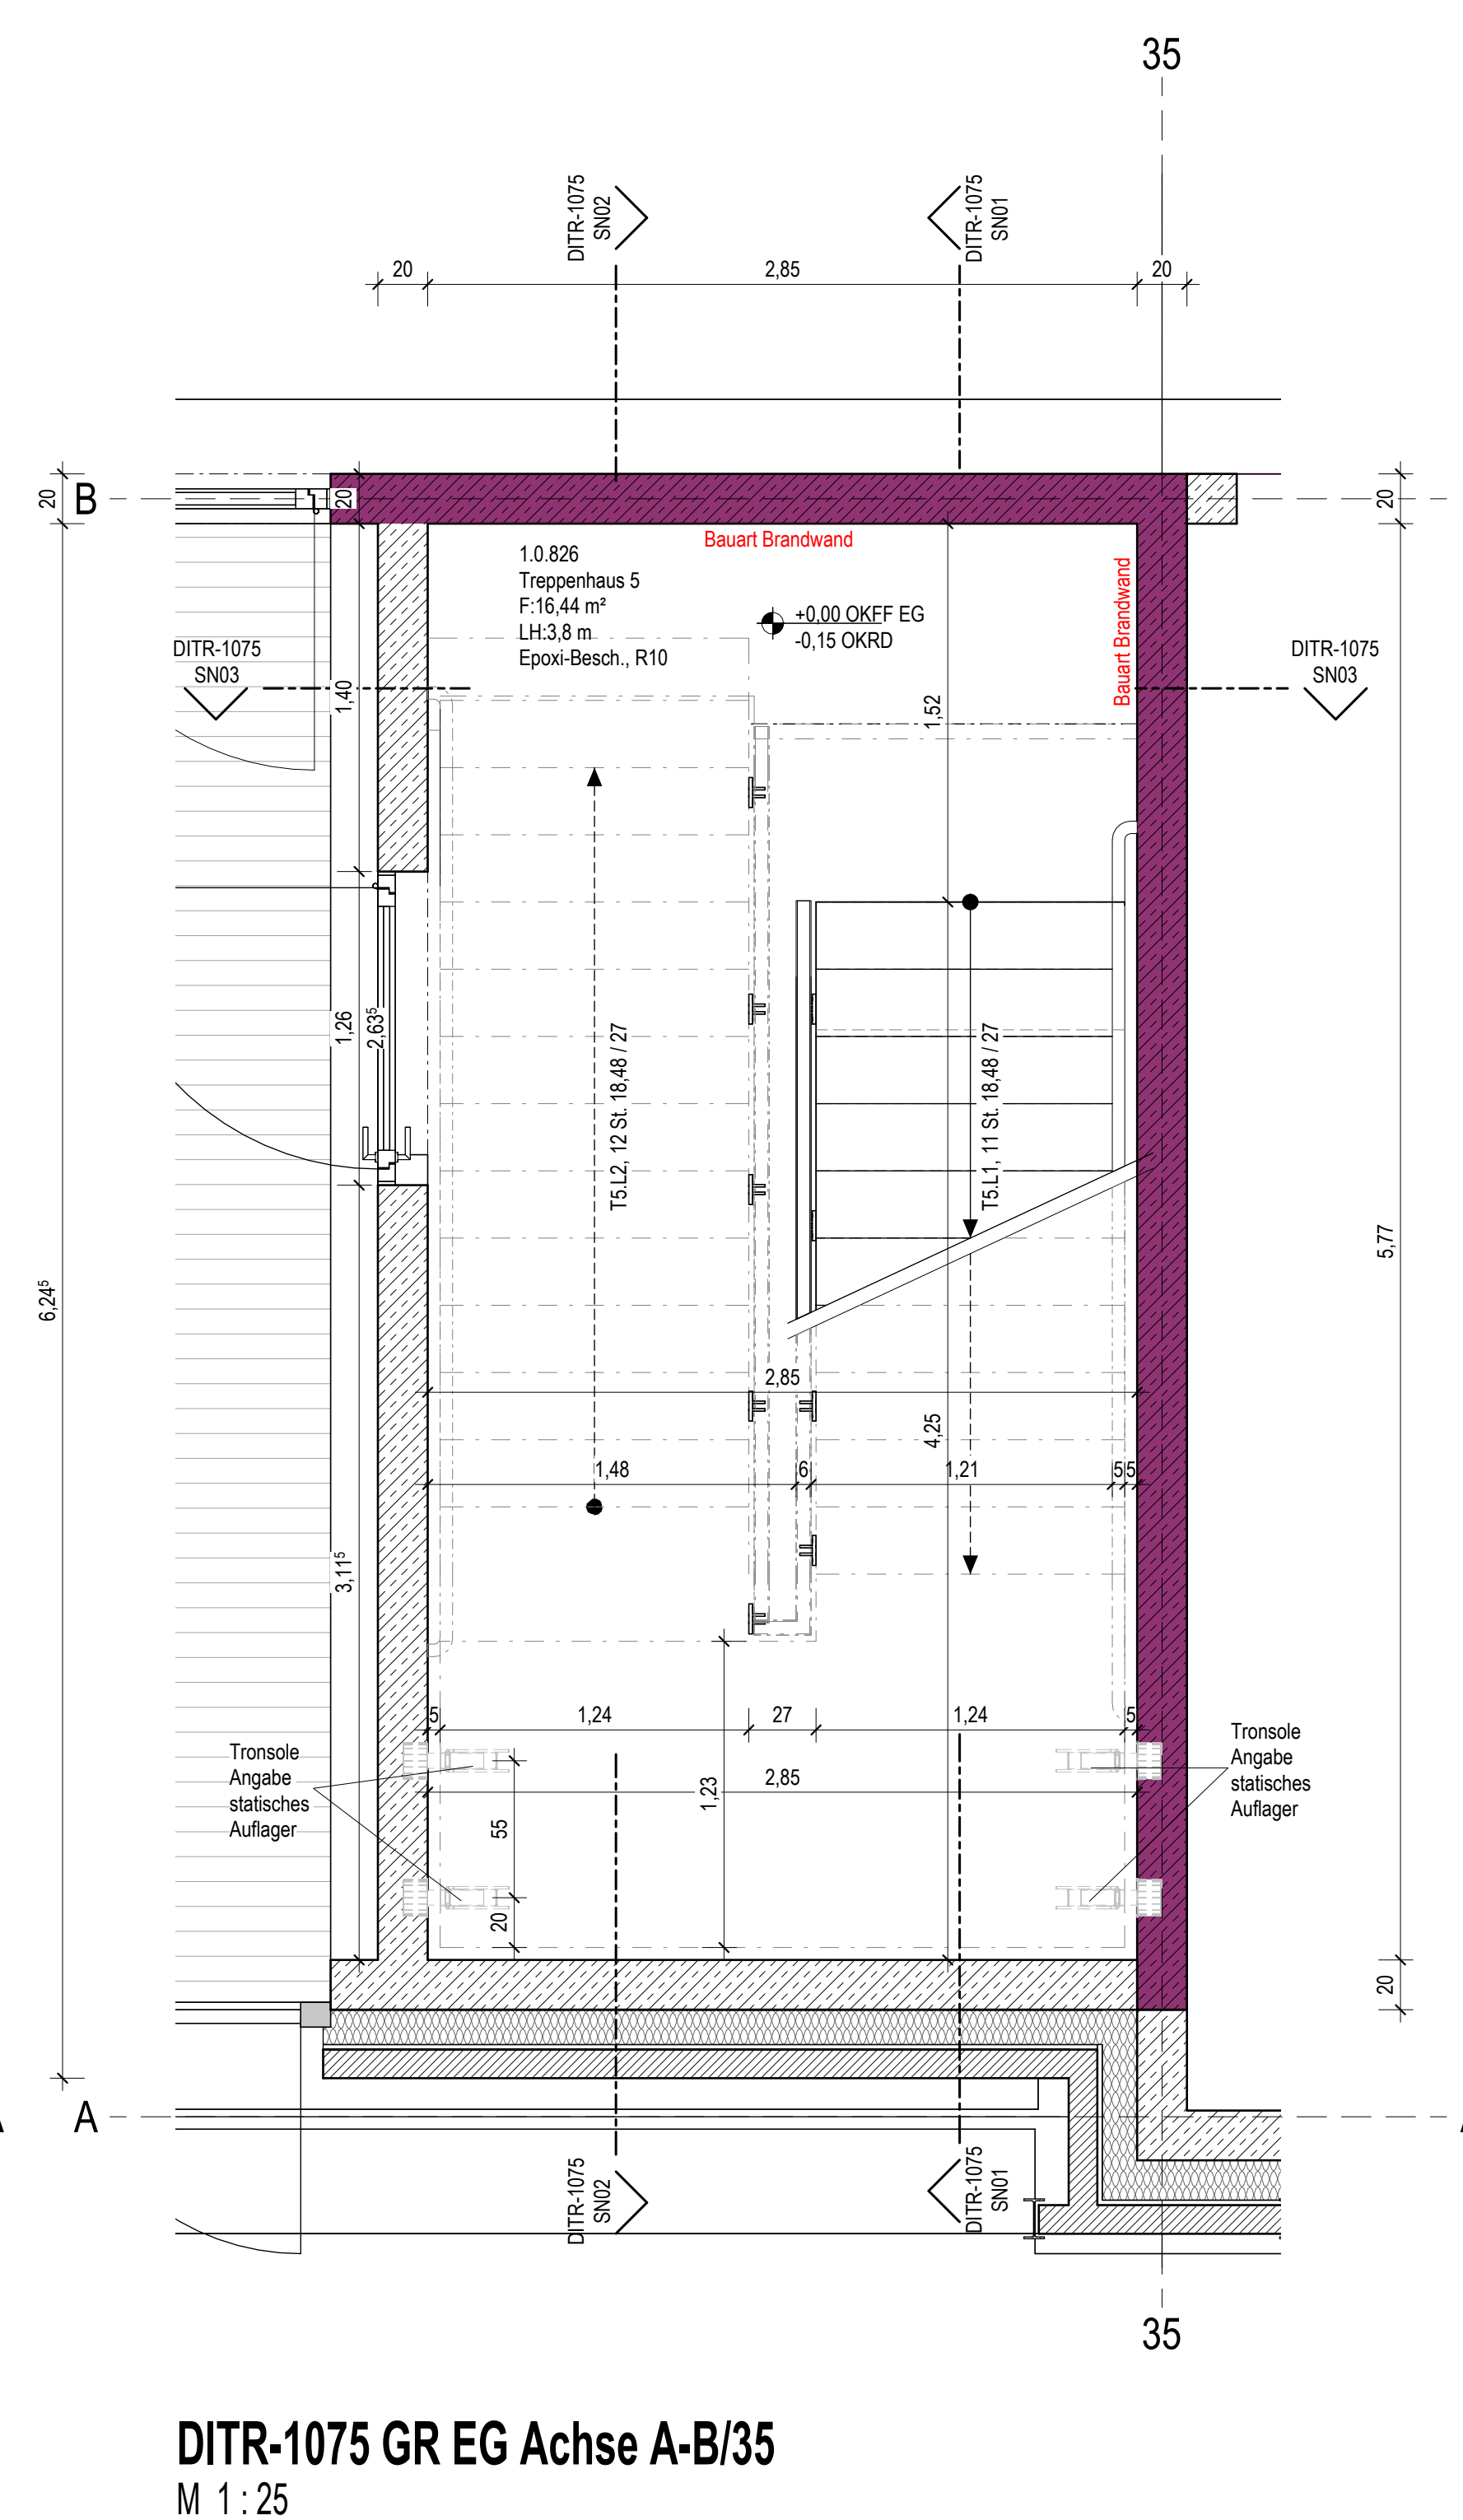 35
DITR-1075
SN02
DITR-1075
SN01
20
2,85
20
20
B
20
20
Bauart Brandwand
1.0.826
Treppenhaus 5
F:16,44 m²
LH:3,8 m
Epoxi-Besch., R10
+0,00 OKFF EG
-0,15 OKRD
Bauart Brandwand
DITR-1075
SN03
DITR-1075
SN03
1,40
1,52
1,26
2,63⁵
T5.L2, 12 St. 18,48 / 27
T5.L1, 11 St. 18,48 / 27
6,24⁵
5,77
2,85
4,25
1,48
6
1,21
5
5
3,11⁵
5
1,24
27
1,24
5
Tronsole
Angabe
statisches
Auflager
Tronsole
Angabe
statisches
Auflager
2,85
1,23
55
20
20
A
DITR-1075
SN02
DITR-1075
SN01
35
DITR-1075 GR EG Achse A-B/35
M 1 : 25